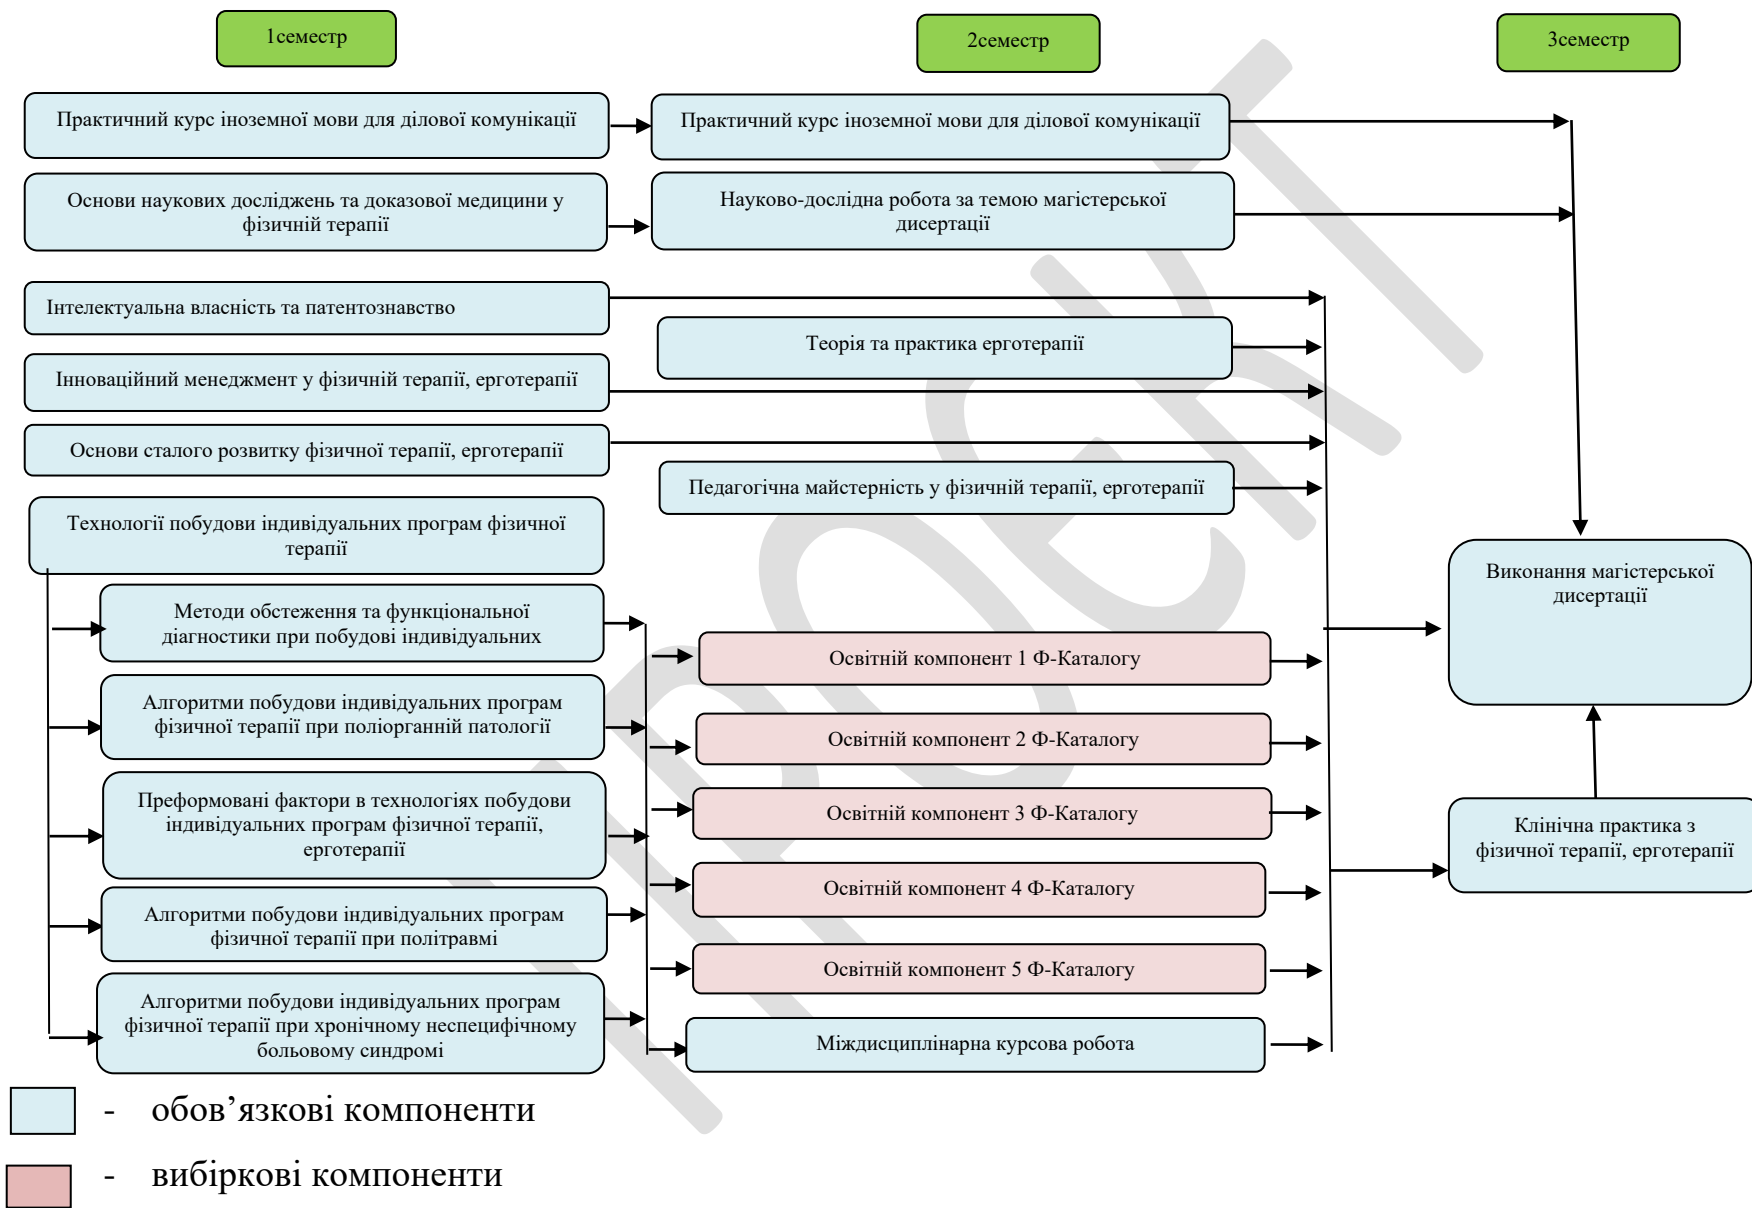 1семестр
2семестр
3семестр
Практичний курс іноземної мови для ділової комунікації
Практичний курс іноземної мови для ділової комунікації
Основи наукових досліджень та доказової медицини у
фізичній терапії
Науково-дослідна робота за темою магістерської
дисертації
Інтелектуальна власність та патентознавство
Теорія та практика ерготерапії
Інноваційний менеджмент у фізичній терапії, ерготерапії
Основи сталого розвитку фізичної терапії, ерготерапії
Педагогічна майстерність у фізичній терапії, ерготерапії
Технології побудови індивідуальних програм фізичної
терапії
Методи обстеження та функціональної
діагностики при побудові індивідуальних
Алгоритми побудови індивідуальних програм
фізичної терапії при поліорганній патології
Преформовані фактори в технологіях побудови
індивідуальних програм фізичної терапії,
ерготерапії
Алгоритми побудови індивідуальних програм
фізичної терапії при політравмі
Алгоритми побудови індивідуальних програм
фізичної терапії при хронічному неспецифічному
больовому синдромі
Освітній компонент 1 Ф-Каталогу
Освітній компонент 2 Ф-Каталогу
Освітній компонент 3 Ф-Каталогу
Освітній компонент 4 Ф-Каталогу
Освітній компонент 5 Ф-Каталогу
Міждисциплінарна курсова робота
Виконання магістерської
дисертації
Клінічна практика з
фізичної терапії, ерготерапії
- обов’язкові компоненти
- вибіркові компоненти
ПРОЕКТ